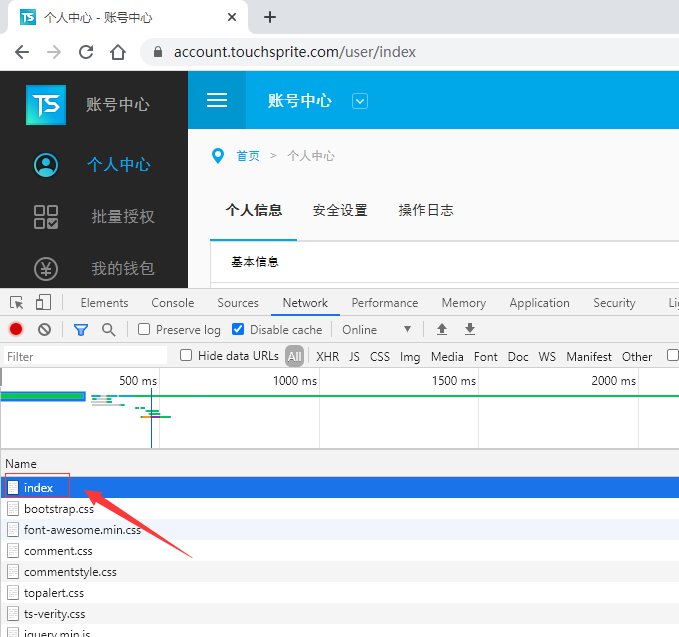 TS 个人中心 - 账号中心
account.touchsprite.com/user/index
TS 账号中心
账号中心
首页 > 个人中心
个人中心
个人信息 安全设置 操作日志
批量授权
基本信息
我的钱包
Elements Console Sources Network Performance Memory Application Security
Preserve log Disable cache Online
Filter Hide data URLs All XHR JS CSS Img Media Font Doc WS Manifest Other
500 ms 1000 ms 1500 ms 2000 ms
Name
index
bootstrap.css
font-awesome.min.css
comment.css
commentstyle.css
topalert.css
ts-verity.css
jquery.min.js